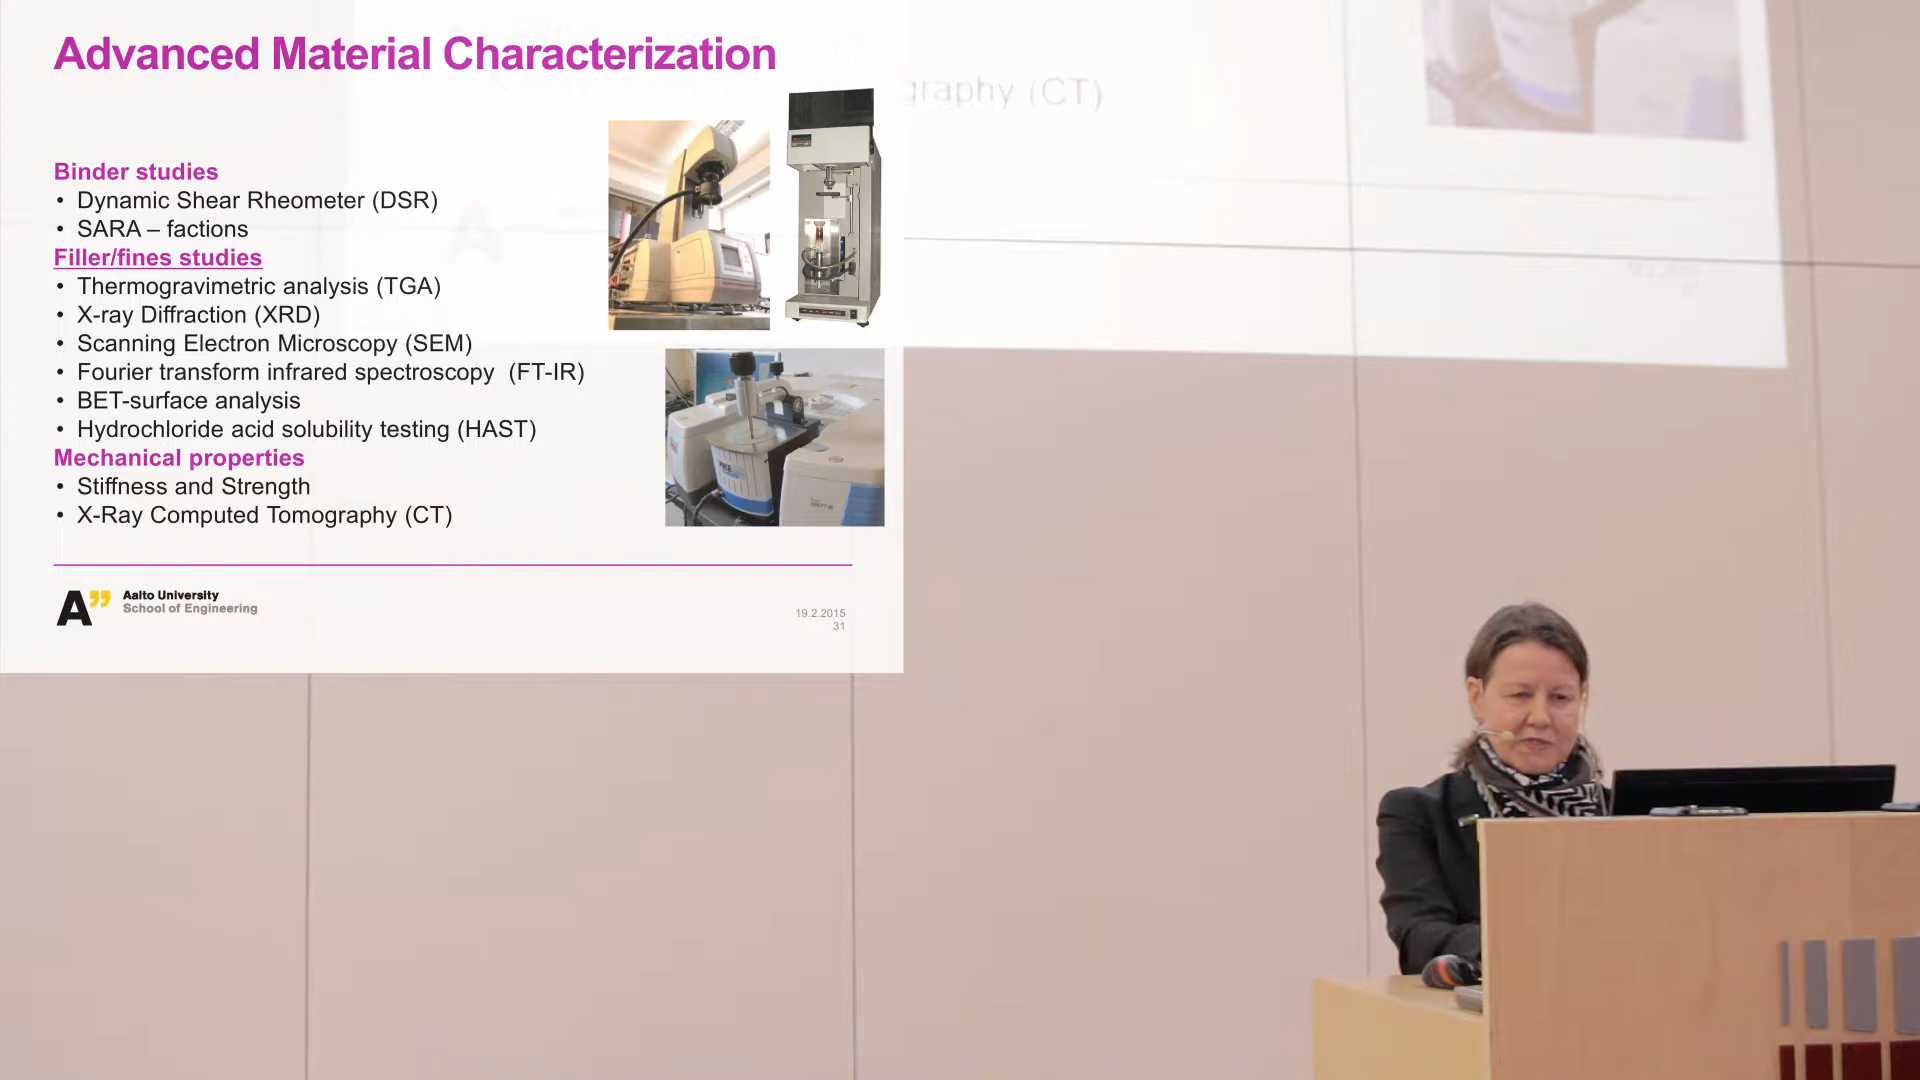 Advanced Material Characterization
graphy (CT)
Binder studies
• Dynamic Shear Rheometer (DSR)
• SARA – factions
Filler/fines studies
• Thermogravimetric analysis (TGA)
• X-ray Diffraction (XRD)
• Scanning Electron Microscopy (SEM)
• Fourier transform infrared spectroscopy (FT-IR)
• BET-surface analysis
• Hydrochloride acid solubility testing (HAST)
Mechanical properties
• Stiffness and Strength
• X-Ray Computed Tomography (CT)
A”
Aalto University
School of Engineering
19.2.2015
31